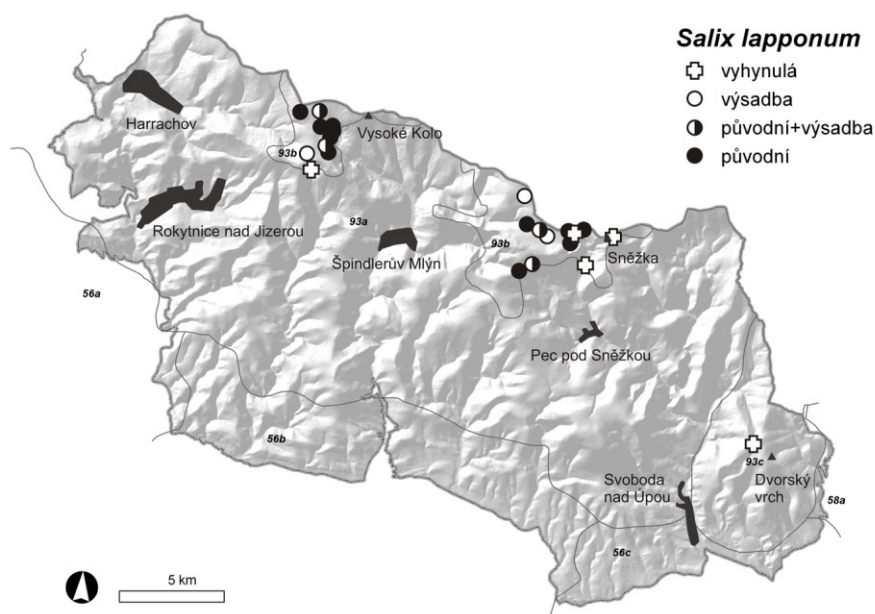 Salix lapponum
vyhynulá
výsadba
původní+výsadba
původní
Harrachov
Vysoké Kolo
93b
Rokytnice nad Jizerou
93a
Špindlerův Mlýn
93b
Sněžka
56a
Pec pod Sněžkou
56b
93c
Svoboda
nad Úpou
Dvorský
vrch
58a
56c
5 km